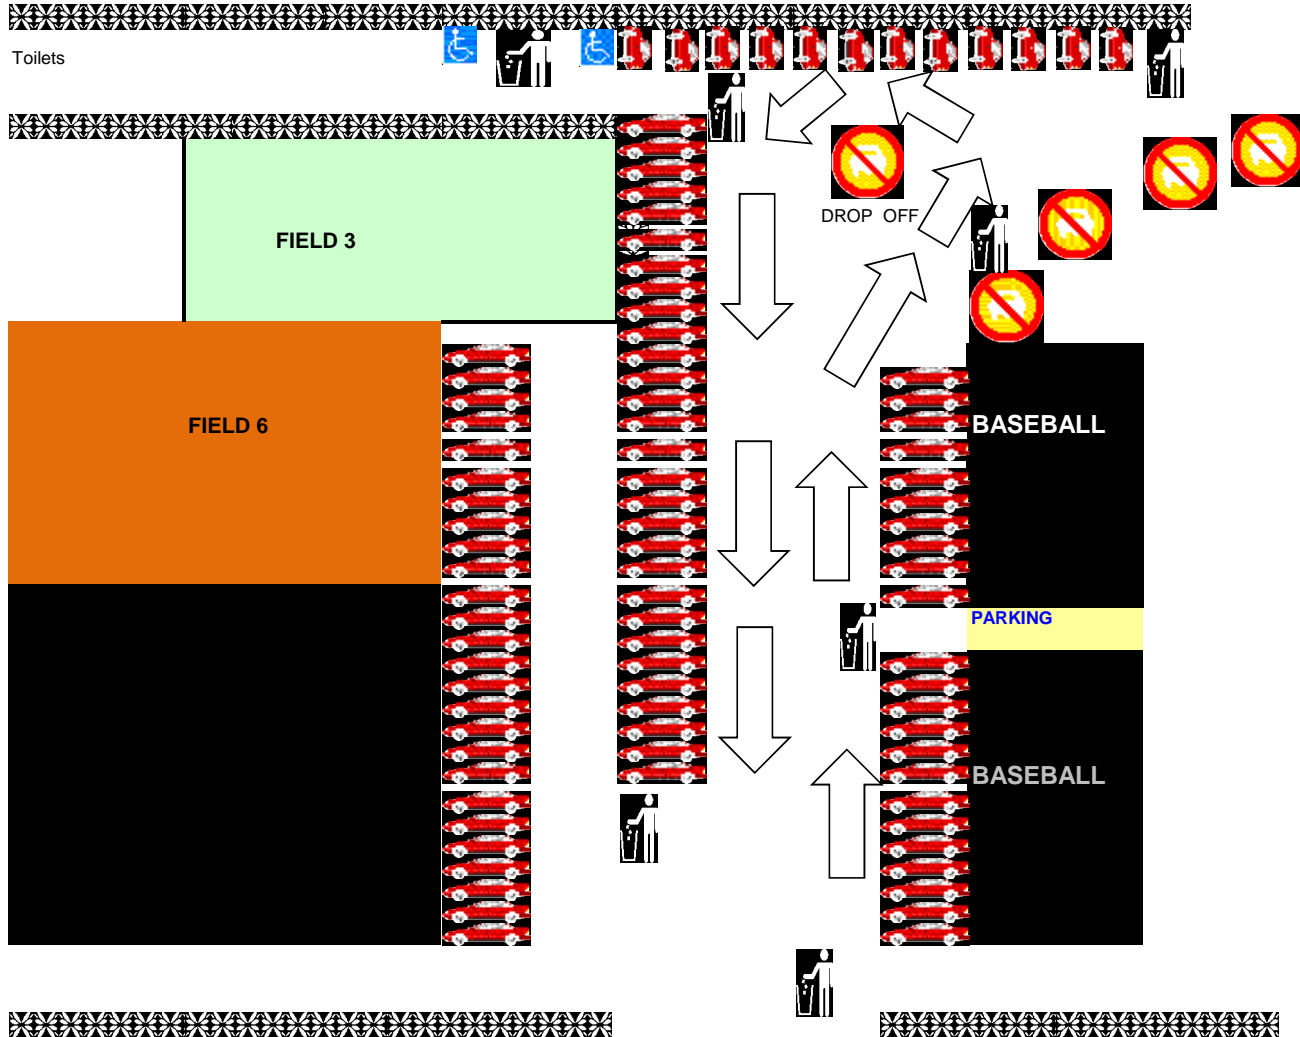 Toilets
DROP OFF
FIELD 3
FIELD 6
BASEBALL
PARKING
BASEBALL